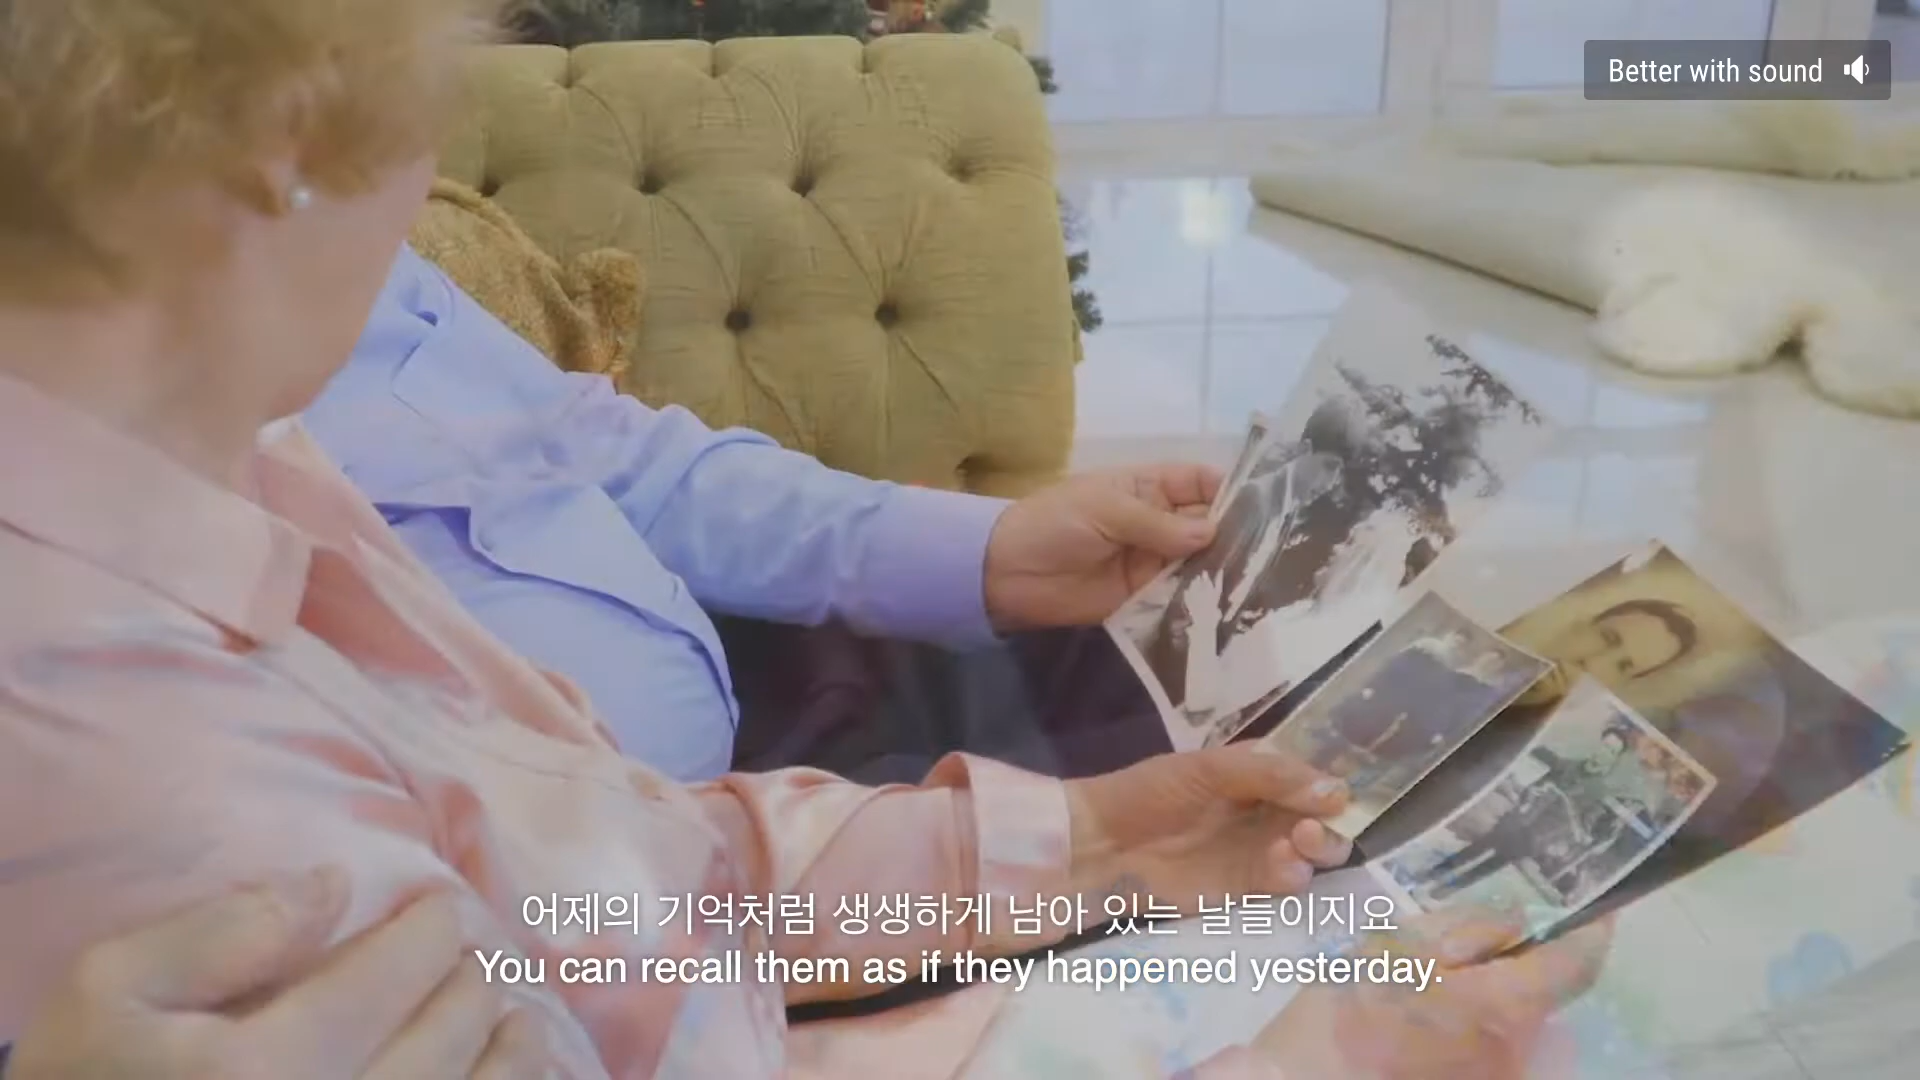 Better with sound
어제의 기억처럼 생생하게 남아 있는 날들이지요
You can recall them as if they happened yesterday.